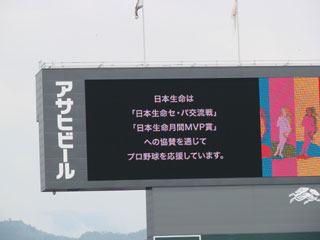 アサヒビール
日本生命は
「日本生命セ・パ交流戦」
「日本生命月間MVP賞」
への協賛を通じて
プロ野球を応援しています。